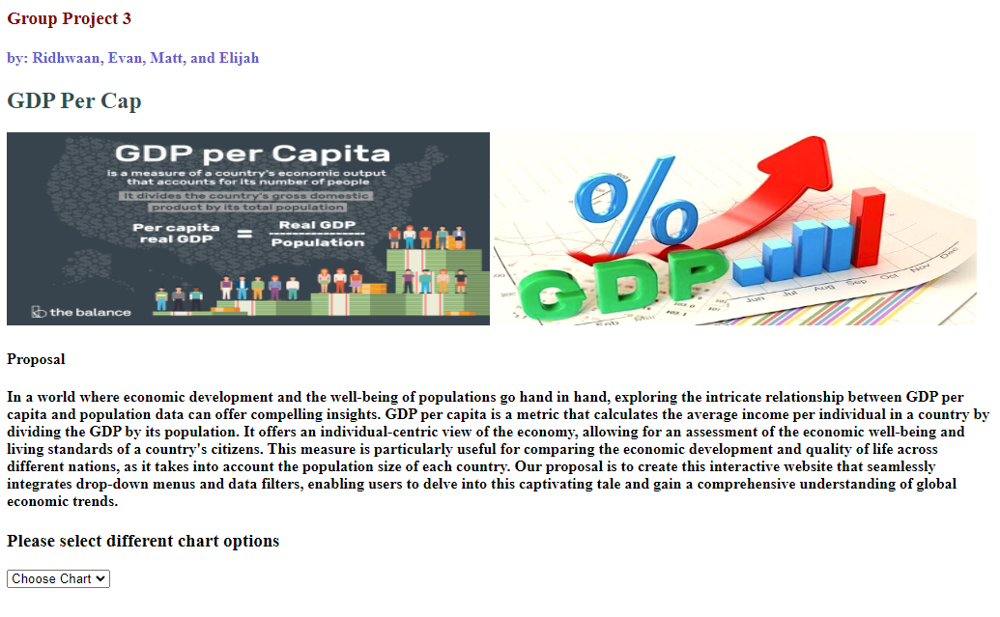 Group Project 3
by: Ridhwaan, Evan, Matt, and Elijah
GDP Per Cap
GDP per Capita
is a measure of a country's economic output
that accounts for its number of people
It divides the country's gross domestic
product by its total population
Per capita
real GDP
=
Real GDP
Population
the balance
%
GDP
Jun
Jul
Aug
Sep
Oct
Nov
Dec
Proposal
In a world where economic development and the well-being of populations go hand in hand, exploring the intricate relationship between GDP per
capita and population data can offer compelling insights. GDP per capita is a metric that calculates the average income per individual in a country by
dividing the GDP by its population. It offers an individual-centric view of the economy, allowing for an assessment of the economic well-being and
living standards of a country's citizens. This measure is particularly useful for comparing the economic development and quality of life across
different nations, as it takes into account the population size of each country. Our proposal is to create this interactive website that seamlessly
integrates drop-down menus and data filters, enabling users to delve into this captivating tale and gain a comprehensive understanding of global
economic trends.
Please select different chart options
Choose Chart